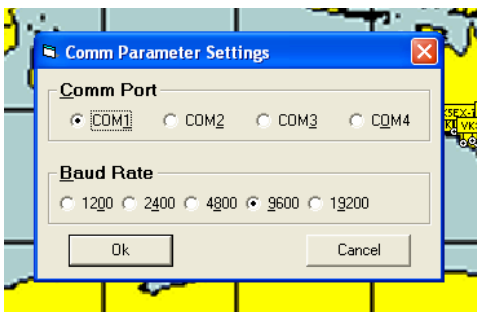 Comm Parameter Settings
Comm Port
COM1 COM2 COM3 COM4
Baud Rate
1200 2400 4800 9600 19200
Ok Cancel